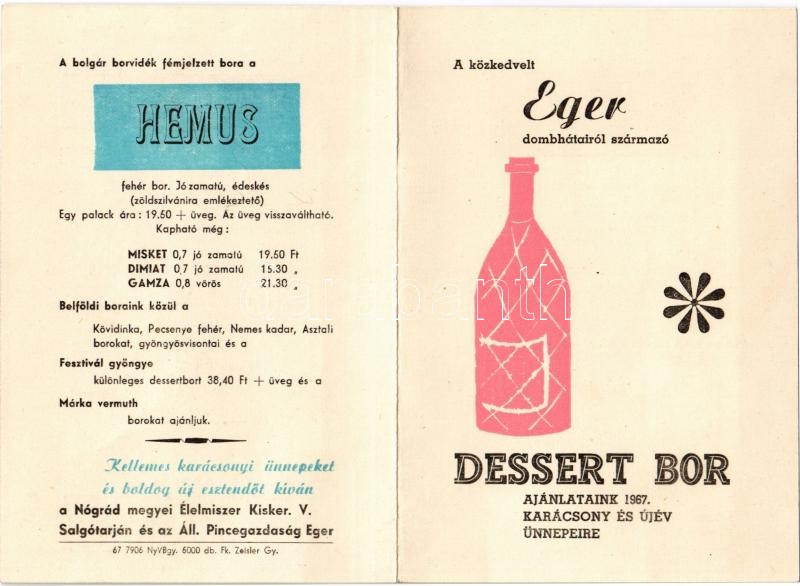 A bolgár borvidék fémjelzett bora a
HEMUS
fehér bor. Jó zamatú, édeskés
(zöldszilvánira emlékeztető)
Egy palack ára: 19.50 + üveg. Az üveg visszaváltható.
Kapható még:
MISKET 0,7 jó zamatú 19.50 Ft
DIMIAT 0,7 jó zamatú 15.30 „
GAMZA 0,8 vörös 21.30 „
Belföldi boraink közül a
Kövidinka, Pecsenye fehér, Nemes kadar, Asztali
borokat, gyöngyösvisontai és a
Fesztivál gyöngye
különleges dessertbort 38,40 Ft + üveg és a
Márka vermuth
borokat ajánljuk.
Kellemes karácsonyi ünnepeket
és boldog új esztendőt kíván
a Nógrád megyei Élelmiszer Kisker. V.
Salgótarján és az Áll. Pincegazdaság Eger
67 7906 NyVBgy. 6000 db. Fk. Zeisler Gy.
A közkedvelt
Eger
dombhátairól származó
DESSERT BOR
AJÁNLATAINK 1967.
KARÁCSONY ÉS ÚJÉV
ÜNNEPEIRE
darabanth